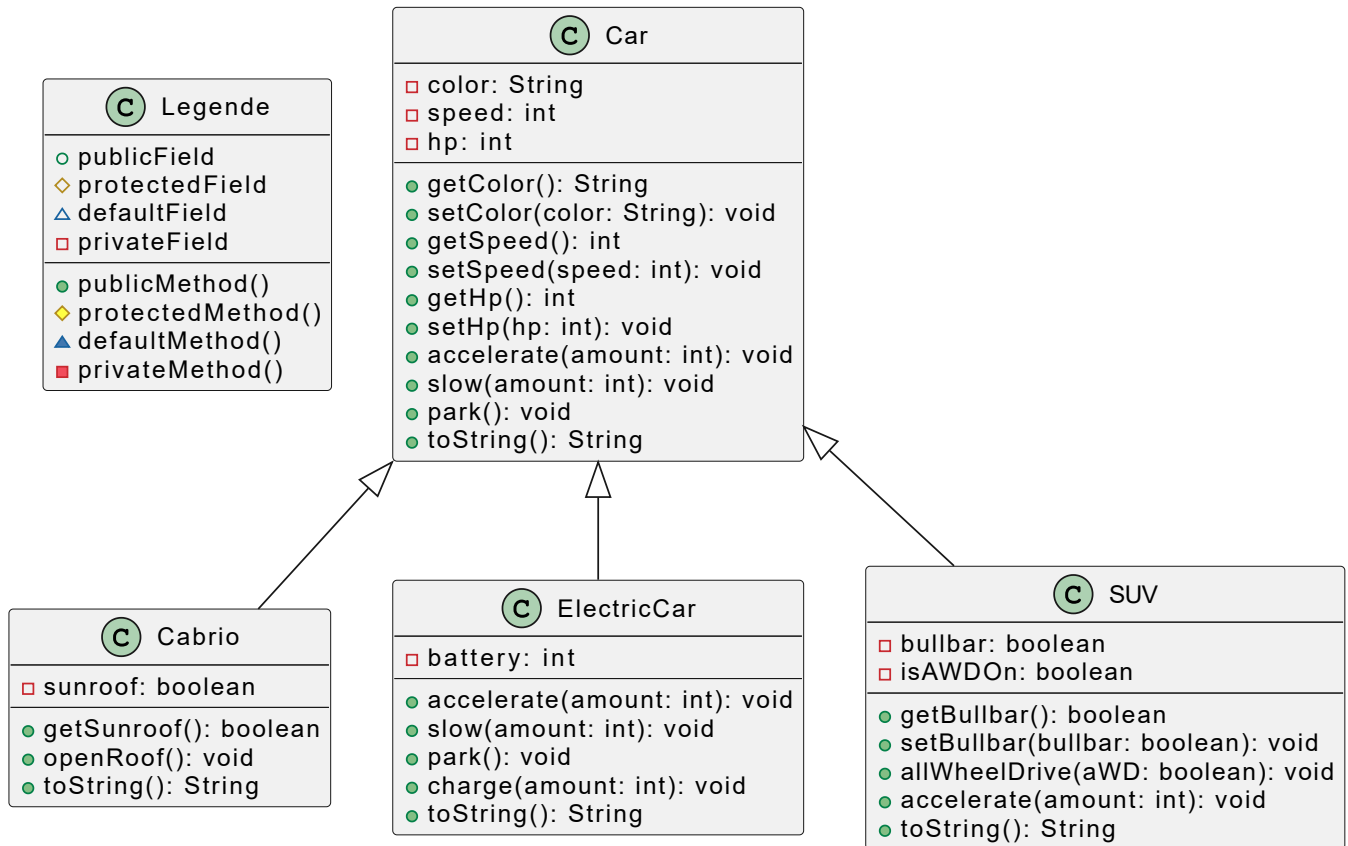 C Car
color: String
speed: int
hp: int
getColor(): String
setColor(color: String): void
getSpeed(): int
setSpeed(speed: int): void
getHp(): int
setHp(hp: int): void
accelerate(amount: int): void
slow(amount: int): void
park(): void
toString(): String
C Legende
publicField
protectedField
defaultField
privateField
publicMethod()
protectedMethod()
defaultMethod()
privateMethod()
C Cabrio
sunroof: boolean
getSunroof(): boolean
openRoof(): void
toString(): String
C ElectricCar
battery: int
accelerate(amount: int): void
slow(amount: int): void
park(): void
charge(amount: int): void
toString(): String
C SUV
bullbar: boolean
isAWDOn: boolean
getBullbar(): boolean
setBullbar(bullbar: boolean): void
allWheelDrive(aWD: boolean): void
accelerate(amount: int): void
toString(): String